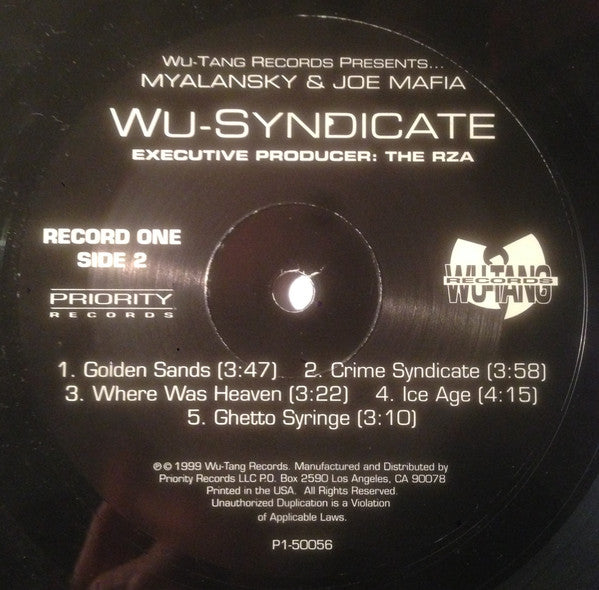 Wu-Tang Records Presents...
Myalansky & Joe Mafia
Wu-Syndicate
Executive Producer: The RZA
RECORD ONE
SIDE 2
PRIORITY
RECORDS
WU-TANG
RECORDS
1. Golden Sands (3:47) 2. Crime Syndicate (3:58)
3. Where Was Heaven (3:22) 4. Ice Age (4:15)
5. Ghetto Syringe (3:10)
℗© 1999 Wu-Tang Records. Manufactured and Distributed by
Priority Records LLC P.O. Box 2590 Los Angeles, CA 90078
Printed in the USA. All Rights Reserved.
Unauthorized Duplication is a Violation
of Applicable Laws.
P1-50056